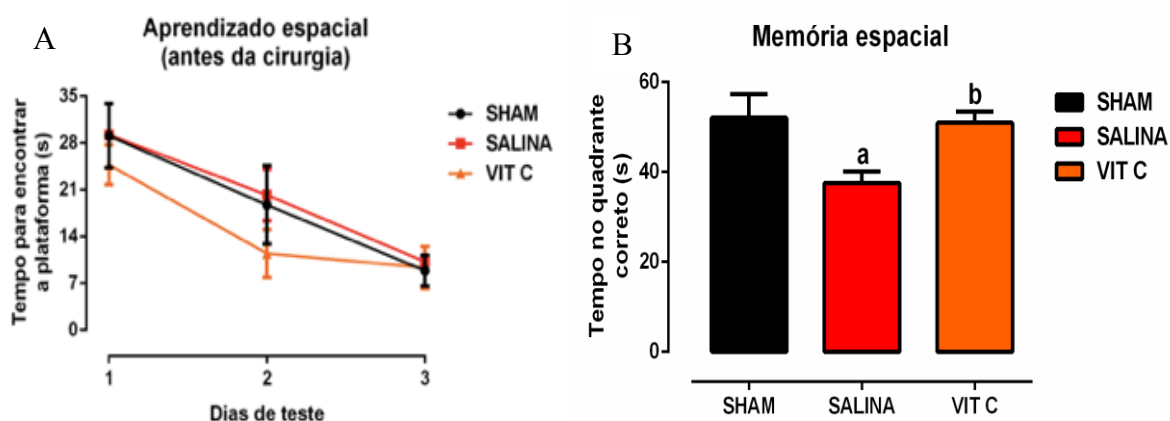 A
Aprendizado espacial
(antes da cirurgia)
Tempo para encontrar
a plataforma (s)
35
28
21
14
7
0
1 2 3
Dias de teste
SHAM
SALINA
VIT C
B
Memória espacial
Tempo no quadrante
correto (s)
60
40
20
0
a
b
SHAM SALINA VIT C
SHAM
SALINA
VIT C